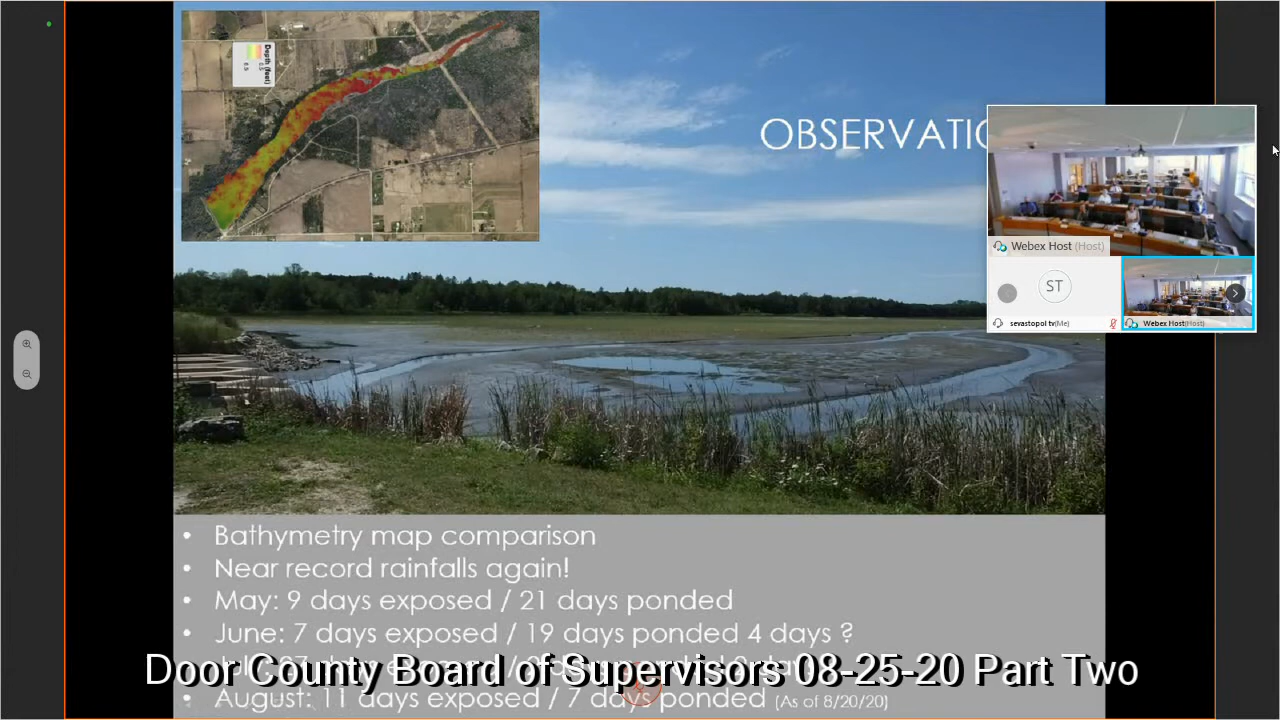 Depth (feet)
OBSERVATIO
Webex Host (Host)
ST
sevastopol tv(Me)
Webex Host(Host)
• Bathymetry map comparison
• Near record rainfalls again!
• May: 9 days exposed / 21 days ponded
• June: 7 days exposed / 19 days ponded 4 days ?
Door County Board of Supervisors 08-25-20 Part Two
• August: 11 days exposed / 7 days ponded (As of 8/20/20)